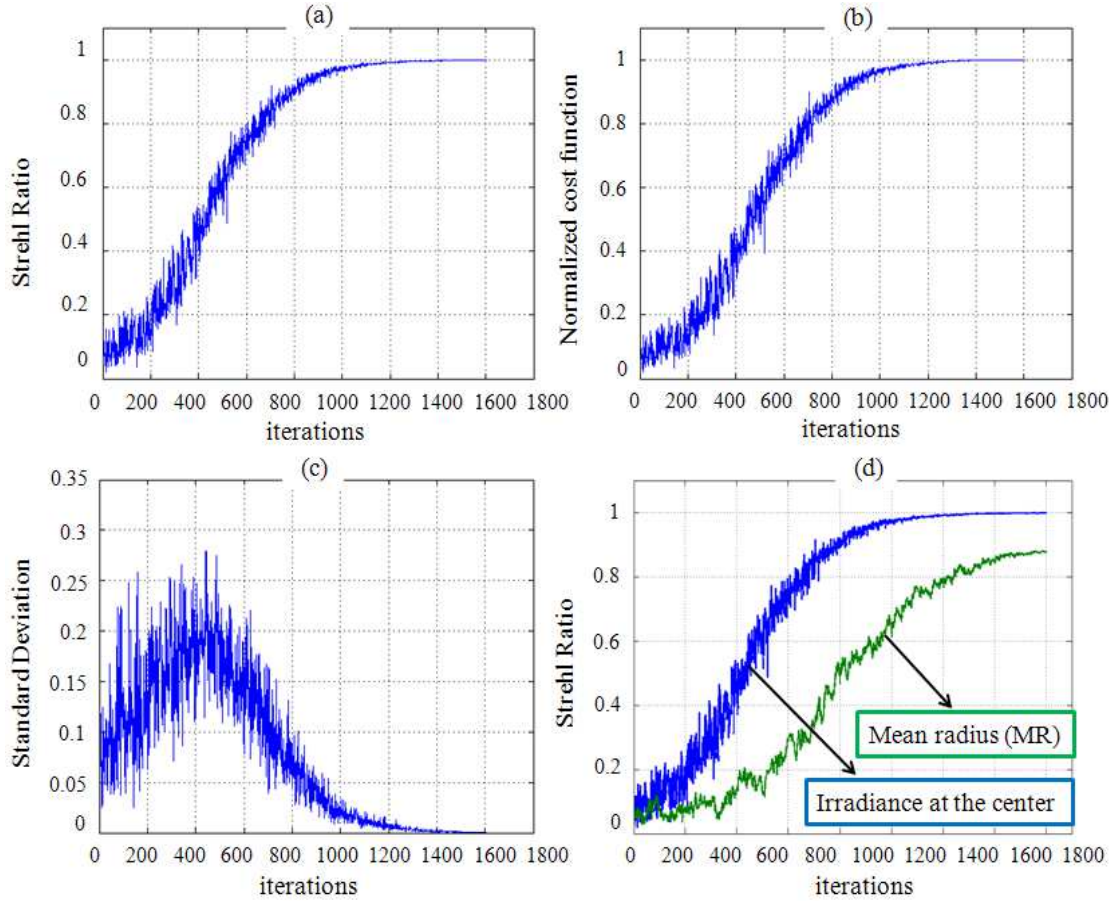 (a)
1
0.8
0.6
0.4
0.2
0
Strehl Ratio
0 200 400 600 800 1000 1200 1400 1600 1800
iterations
(b)
1
0.8
0.6
0.4
0.2
0
Normalized cost function
0 200 400 600 800 1000 1200 1400 1600 1800
iterations
(c)
0.35
0.3
0.25
0.2
0.15
0.1
0.05
0
Standard Deviation
0 200 400 600 800 1000 1200 1400 1600 1800
iterations
(d)
1
0.8
0.6
0.4
0.2
0
Strehl Ratio
Mean radius (MR)
Irradiance at the center
0 200 400 600 800 1000 1200 1400 1600 1800
iterations